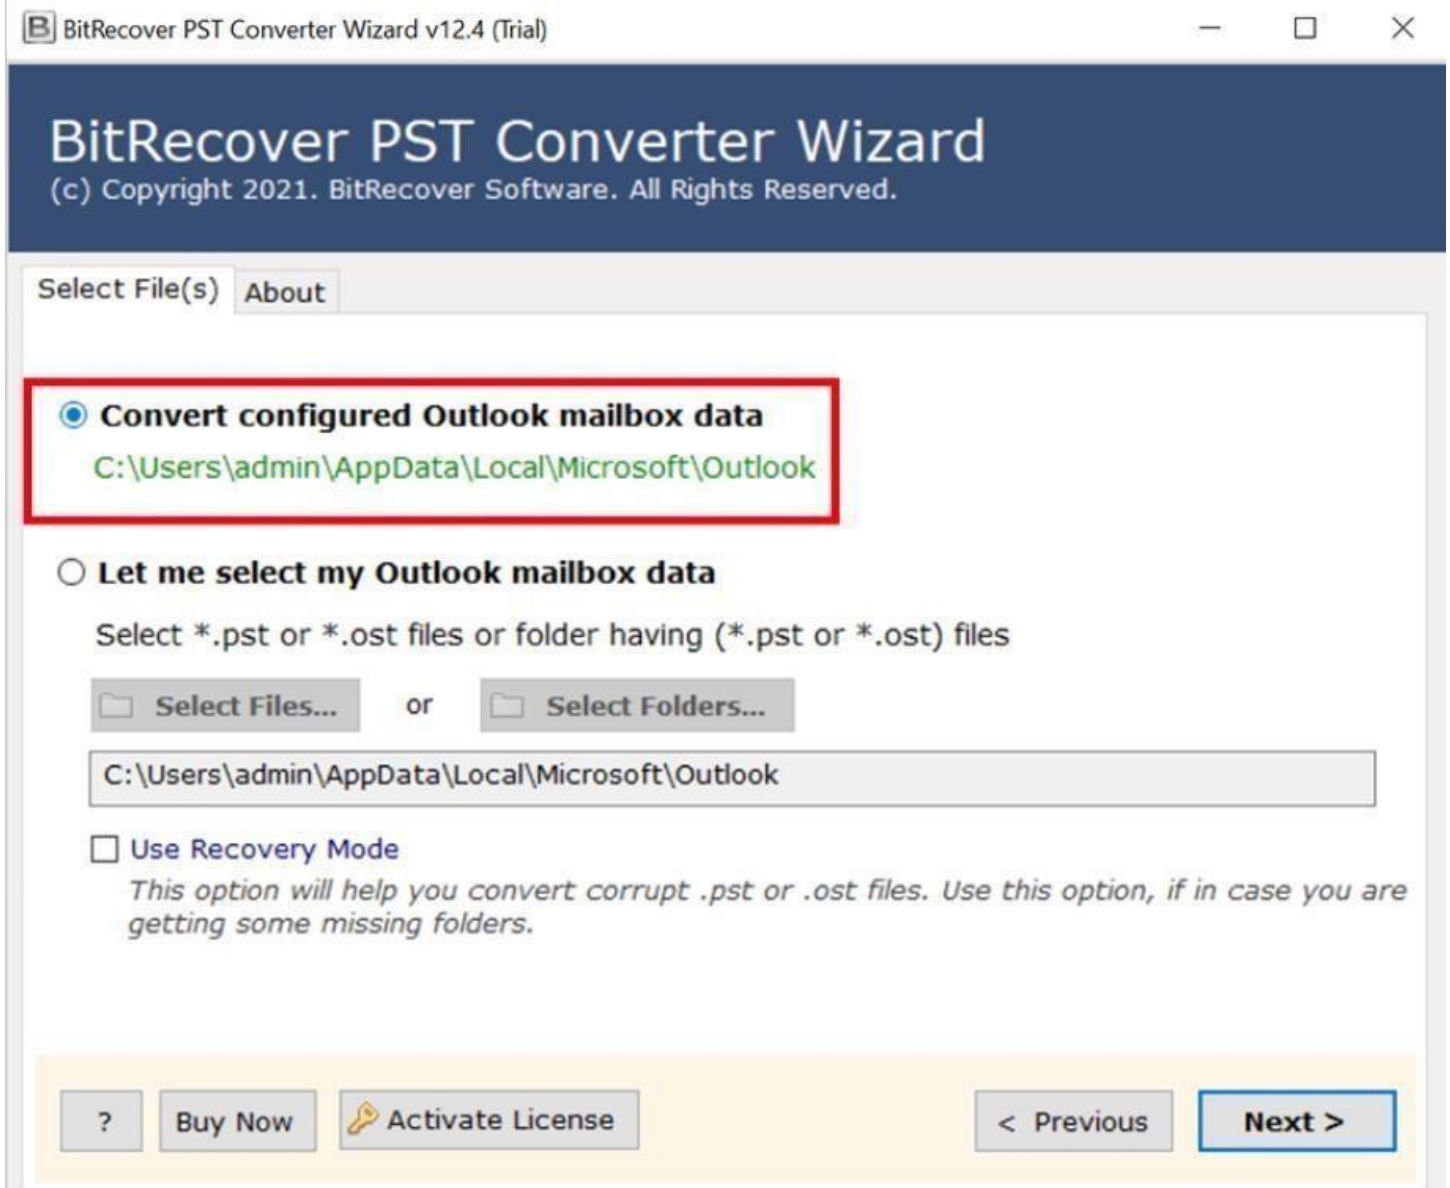 BitRecover PST Converter Wizard v12.4 (Trial)
BitRecover PST Converter Wizard
(c) Copyright 2021. BitRecover Software. All Rights Reserved.
Select File(s) About
Convert configured Outlook mailbox data
C:\Users\admin\AppData\Local\Microsoft\Outlook
Let me select my Outlook mailbox data
Select *.pst or *.ost files or folder having (*.pst or *.ost) files
Select Files... or Select Folders...
C:\Users\admin\AppData\Local\Microsoft\Outlook
Use Recovery Mode
This option will help you convert corrupt .pst or .ost files. Use this option, if in case you are
getting some missing folders.
? Buy Now Activate License < Previous Next >